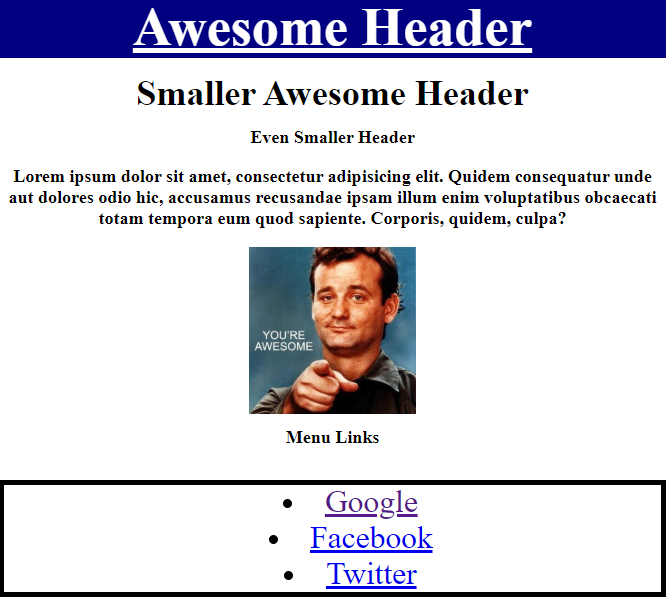 Awesome Header
Smaller Awesome Header
Even Smaller Header
Lorem ipsum dolor sit amet, consectetur adipisicing elit. Quidem consequatur unde
aut dolores odio hic, accusamus recusandae ipsam illum enim voluptatibus obcaecati
totam tempora eum quod sapiente. Corporis, quidem, culpa?
YOU'RE
AWESOME
Menu Links
• Google
• Facebook
• Twitter